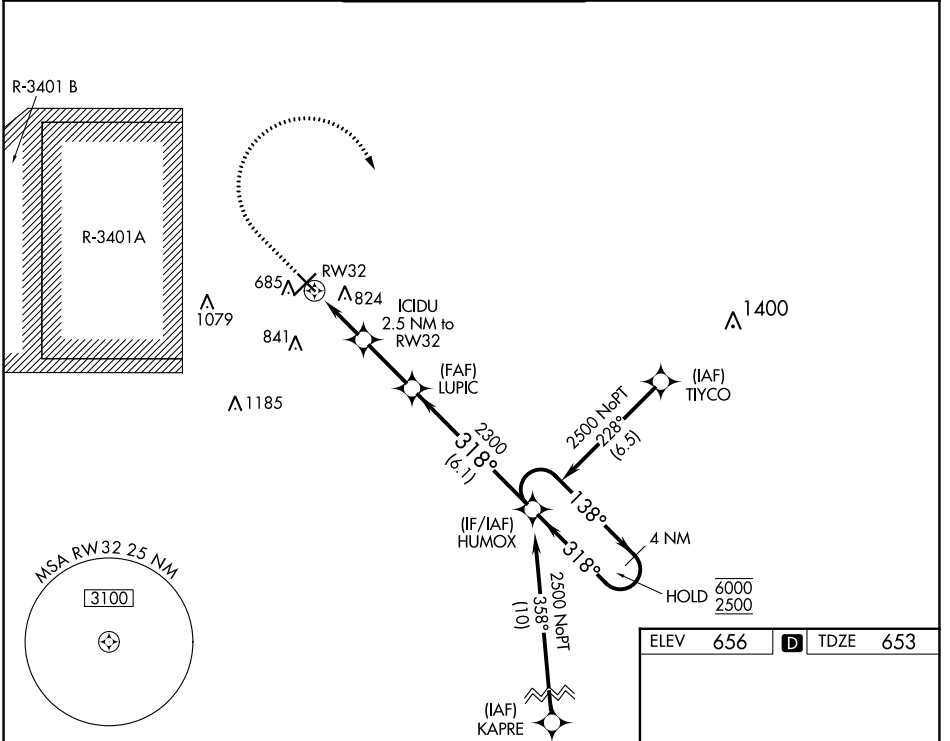 R-3401 B
R-3401A
1079
685
RW32
824
841
ICIDU
2.5 NM to
RW32
1185
(FAF)
LUPIC
1400
(IAF)
TIYCO
2500 NoPT
228°
(6.5)
2300
318°
(6.1)
138°
(IF/IAF)
HUMOX
318°
4 NM
HOLD
6000
2500
2500 NoPT
358°
(10)
(IAF)
KAPRE
MSA RW32 25 NM
3100
ELEV 656 D TDZE 653